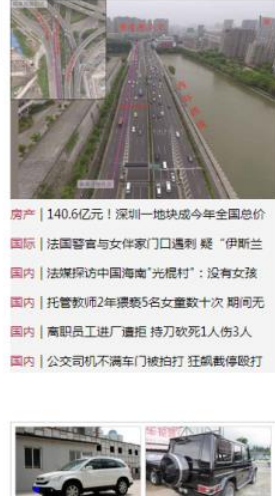 房产 | 140.6亿元！深圳一地块成今年全国总价
国际 | 法国警官与女伴家门口遇刺 疑 “伊斯兰
国内 | 法媒探访中国海南"光棍村"：没有女孩
国内 | 托管教师2年猥亵5名女童数十次 期间无
国内 | 离职员工进厂遭拒 持刀砍死1人伤3人
国内 | 公交司机不满车门被拍打 狂飙截停殴打